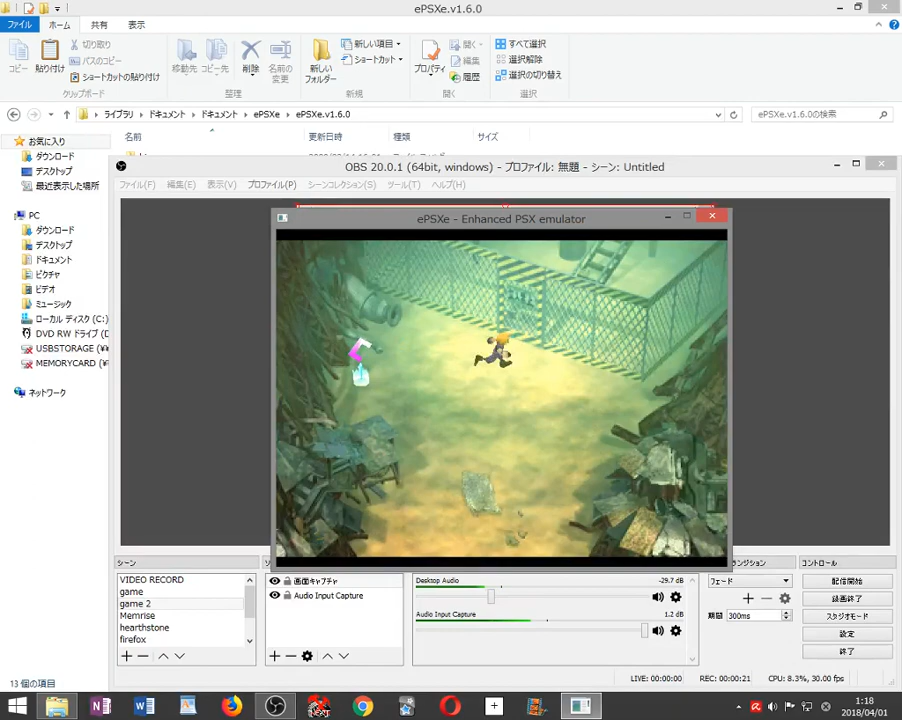 ePSXe.v1.6.0
ファイル ホーム 共有 表示
コピー 貼り付け 切り取り パスのコピー ショートカットの貼り付け 移動先 コピー先 削除 名前の変更 新しいフォルダー 新しい項目 ショートカット プロパティ 開く 編集 履歴 すべて選択 選択解除 選択の切り替え
クリップボード 整理 新規 開く 選択
ライブラリ ドキュメント ドキュメント ePSXe ePSXe.v1.6.0 ePSXe.v1.6.0の検索
お気に入り 名前 更新日時 種類 サイズ
ダウンロード
デスクトップ
最近表示した場所
PC
ダウンロード
デスクトップ
ドキュメント
ピクチャ
ビデオ
ミュージック
ローカル ディスク (C:)
DVD RW ドライブ (D
USBSTORAGE (¥
MEMORYCARD (¥
ネットワーク
13 個の項目
OBS 20.0.1 (64bit, windows) - プロファイル: 無題 - シーン: Untitled
ファイル(F) 編集(E) 表示(V) プロファイル(P) シーンコレクション(S) ツール(T) ヘルプ(H)
ePSXe - Enhanced PSX emulator
シーン
VIDEO RECORD
game
game 2
Memrise
hearthstone
firefox
画面キャプチャ
Audio Input Capture
Desktop Audio -29.7 dB
Audio Input Capture 1.2 dB
フェード
期間 300ms
コントロール
配信開始
録画終了
スタジオモード
設定
終了
LIVE: 00:00:00 REC: 00:00:21 CPU: 8.3%, 30.00 fps
1:18
2018/04/01